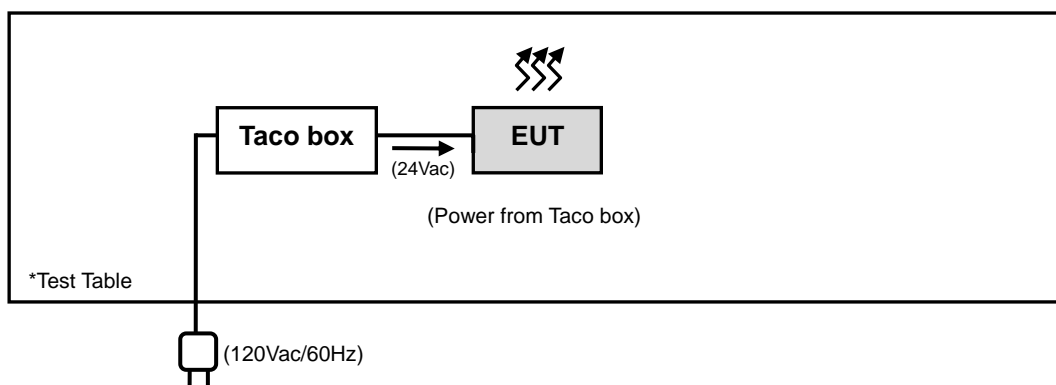 Taco box
EUT
(24Vac)
(Power from Taco box)
*Test Table
(120Vac/60Hz)